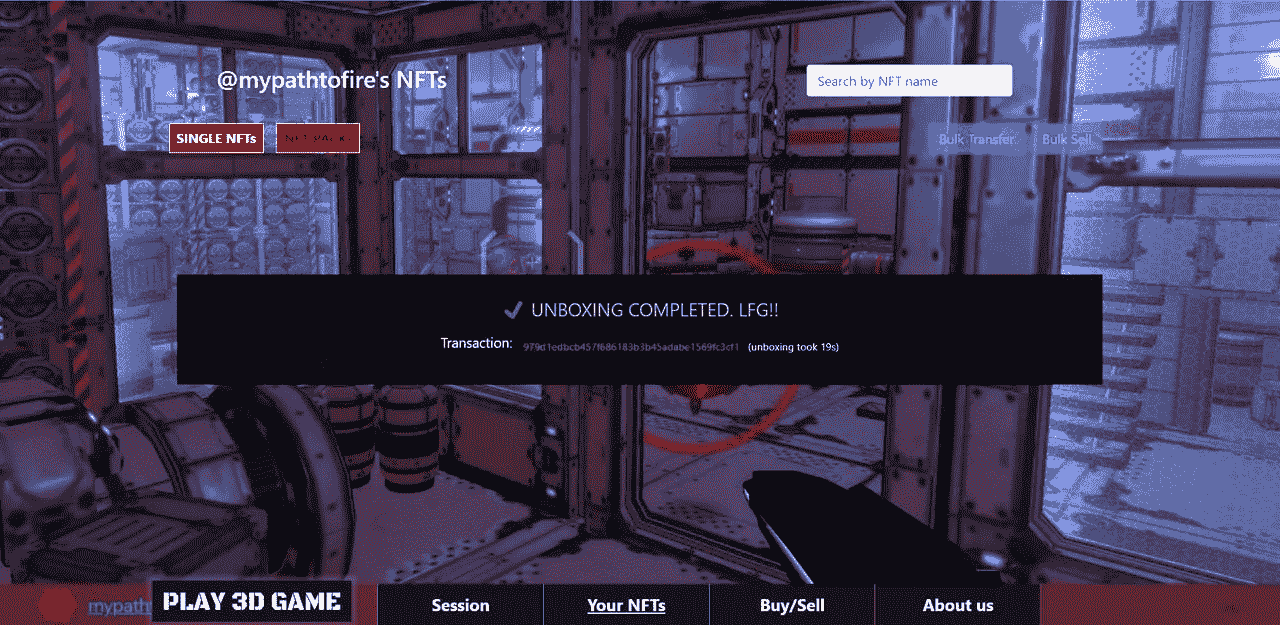 @mypathtofire's NFTs
Search by NFT name
SINGLE NFTs
Bulk Transfer
Bulk Sell
✓ UNBOXING COMPLETED. LFG!!
Transaction: (unboxing took 19s)
PLAY 3D GAME
Session
Your NFTs
Buy/Sell
About us